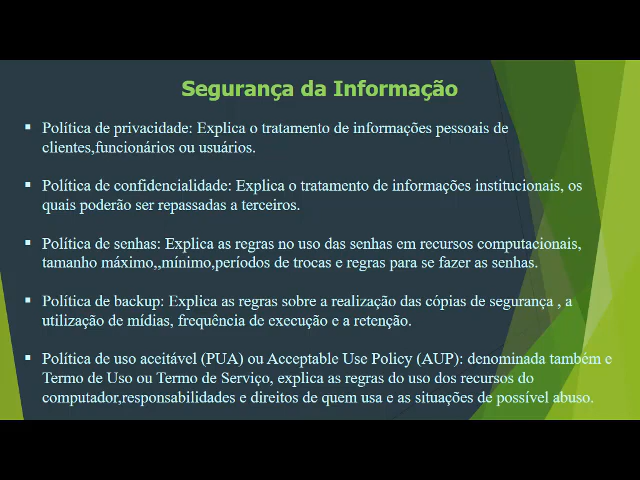 Segurança da Informação
▪ Política de privacidade: Explica o tratamento de informações pessoais de
clientes,funcionários ou usuários.
▪ Política de confidencialidade: Explica o tratamento de informações institucionais, os
quais poderão ser repassadas a terceiros.
▪ Política de senhas: Explica as regras no uso das senhas em recursos computacionais,
tamanho máximo,,mínimo,períodos de trocas e regras para se fazer as senhas.
▪ Política de backup: Explica as regras sobre a realização das cópias de segurança , a
utilização de mídias, frequência de execução e a retenção.
▪ Política de uso aceitável (PUA) ou Acceptable Use Policy (AUP): denominada também e
Termo de Uso ou Termo de Serviço, explica as regras do uso dos recursos do
computador,responsabilidades e direitos de quem usa e as situações de possível abuso.